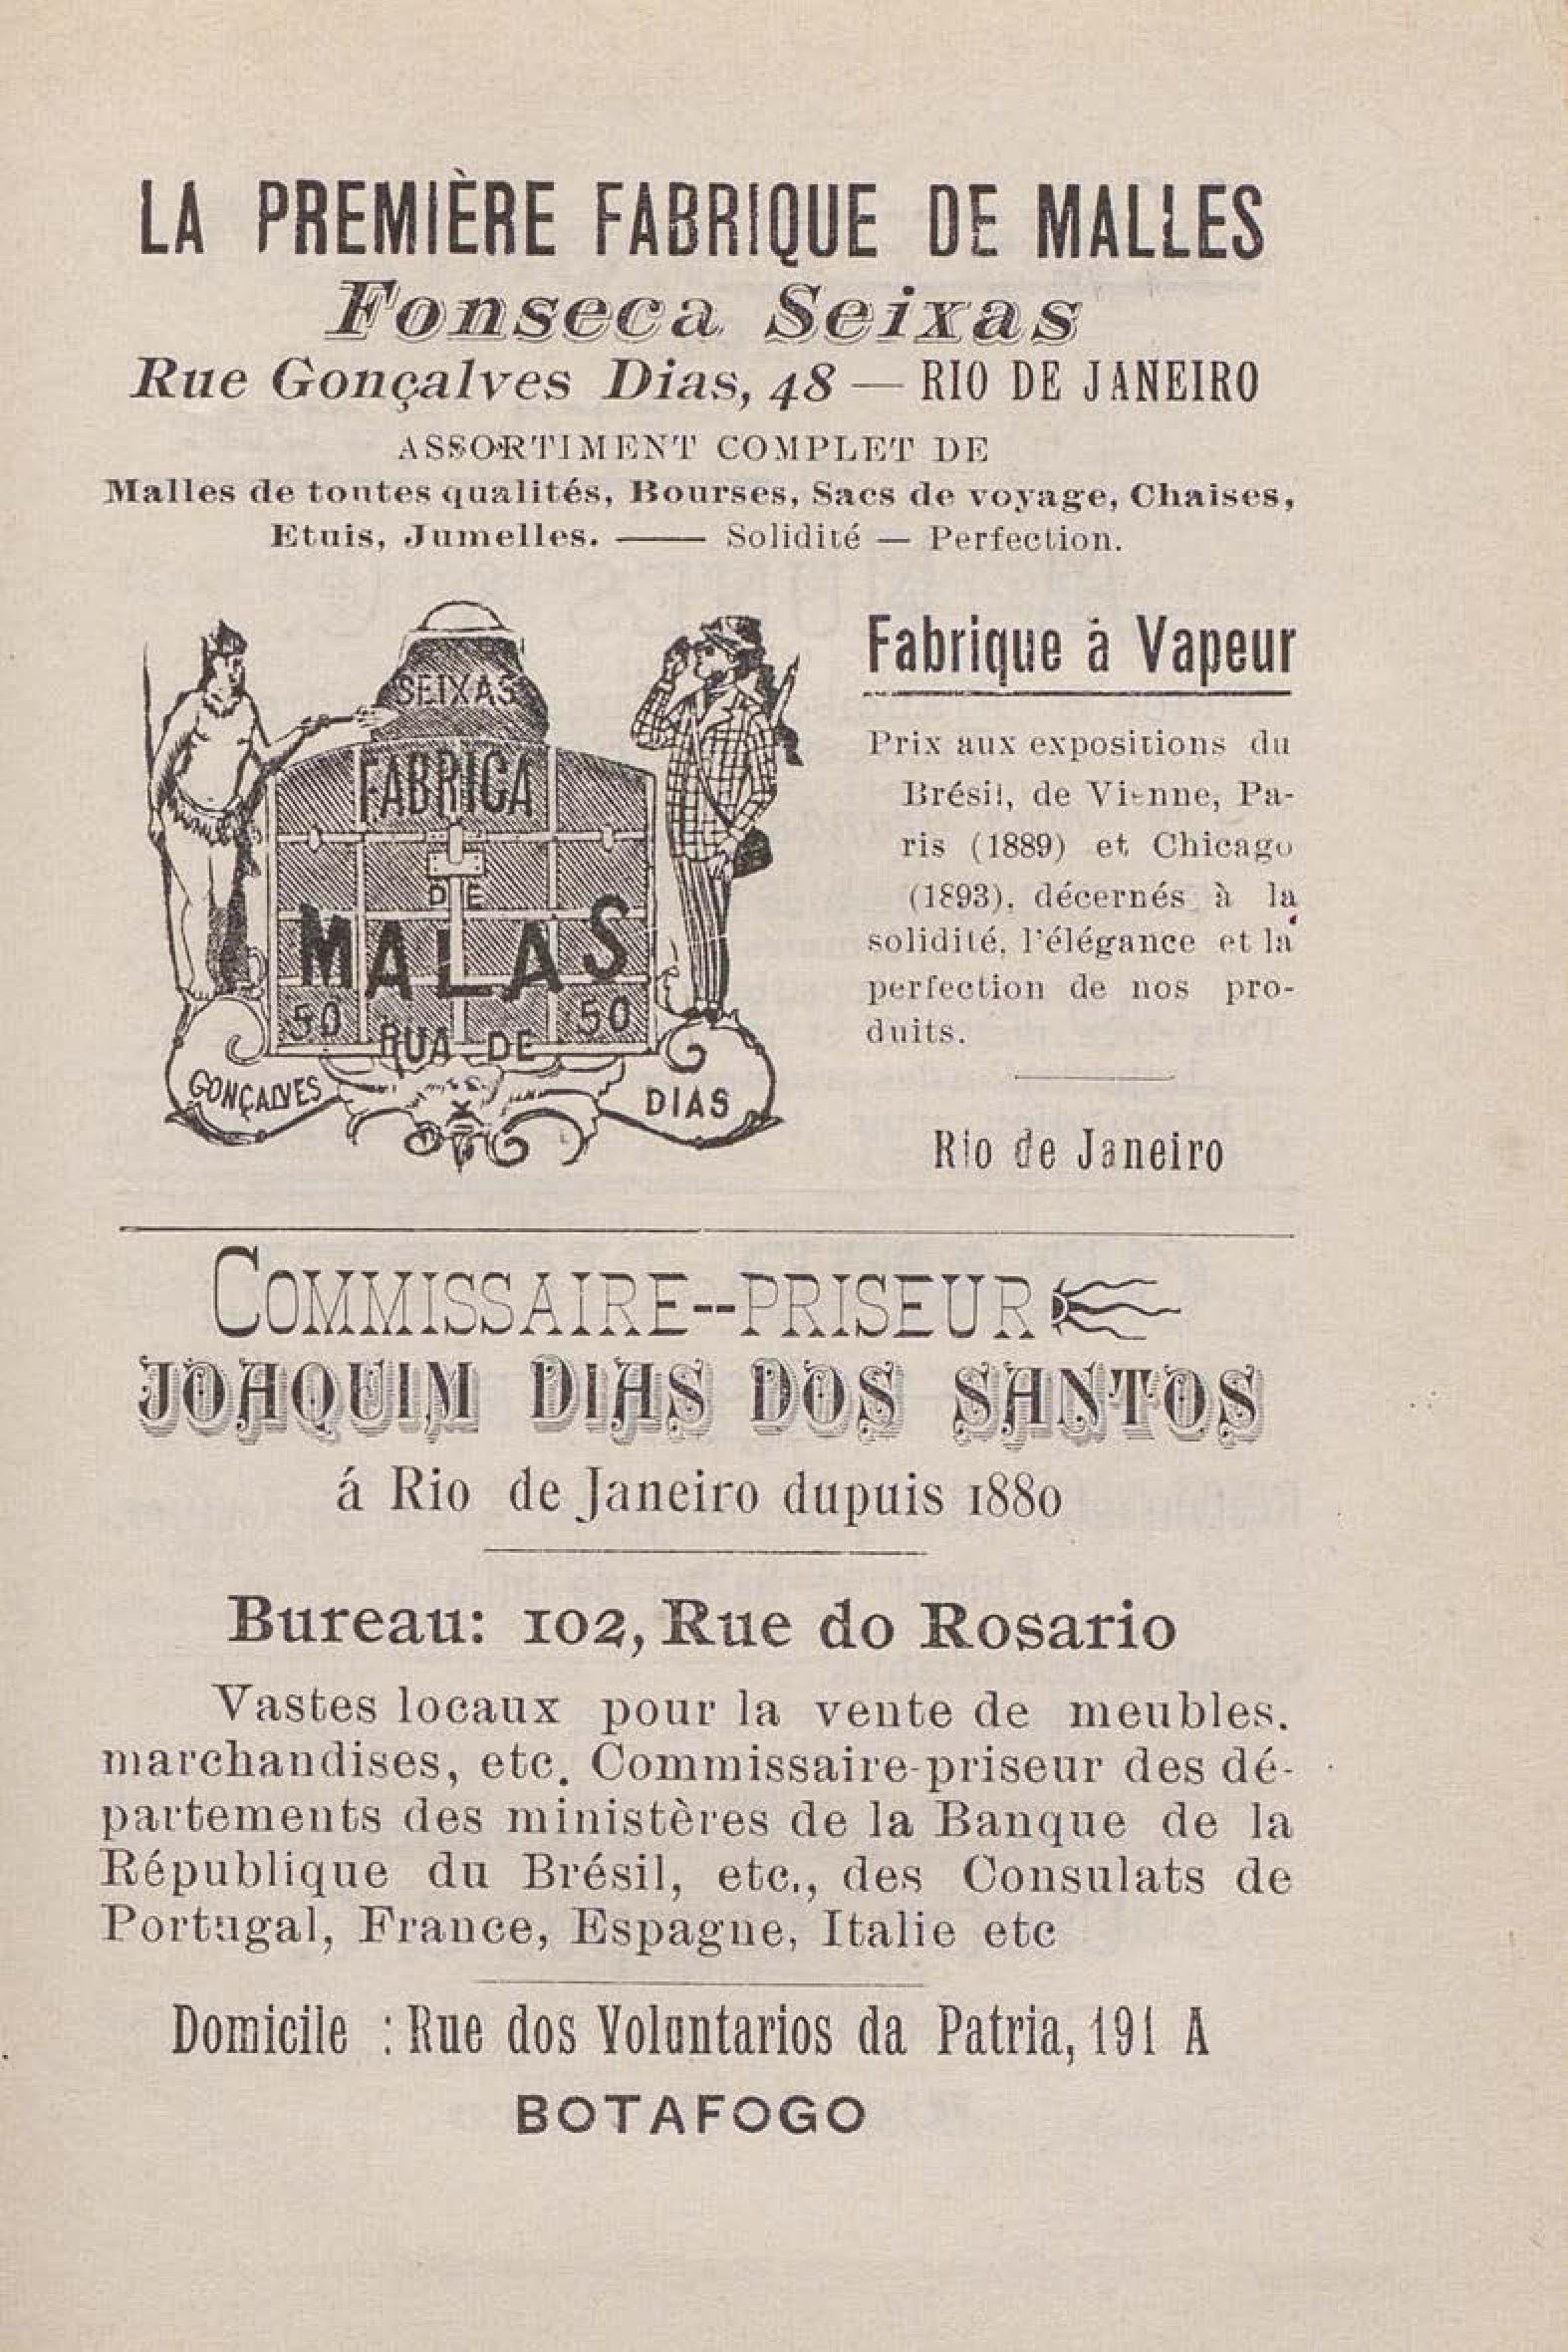 LA PREMIÈRE FABRIQUE DE MALLES
Fonseca Seixas
Rue Gonçalves Dias, 48 — RIO DE JANEIRO
ASSORTIMENT COMPLET DE
Malles de toutes qualités, Bourses, Sacs de voyage, Chaises,
Etuis, Jumelles. —— Solidité — Perfection.
SEIXAS
FABRICA
DE
MALAS
50 RUA DE 50
GONÇALVES DIAS
Fabrique à Vapeur
Prix aux expositions du
Brésil, de Vienne, Pa-
ris (1889) et Chicago
(1893), décernés à la
solidité, l'élégance et la
perfection de nos pro-
duits.
Rio de Janeiro
COMMISSAIRE--PRISEUR
JOAQUIM DIAS DOS SANTOS
á Rio de Janeiro dupuis 1880
Bureau: 102, Rue do Rosario
Vastes locaux pour la vente de meubles.
marchandises, etc. Commissaire-priseur des dé-
partements des ministères de la Banque de la
République du Brésil, etc., des Consulats de
Portugal, France, Espagne, Italie etc
Domicile : Rue dos Voluntarios da Patria, 191 A
BOTAFOGO